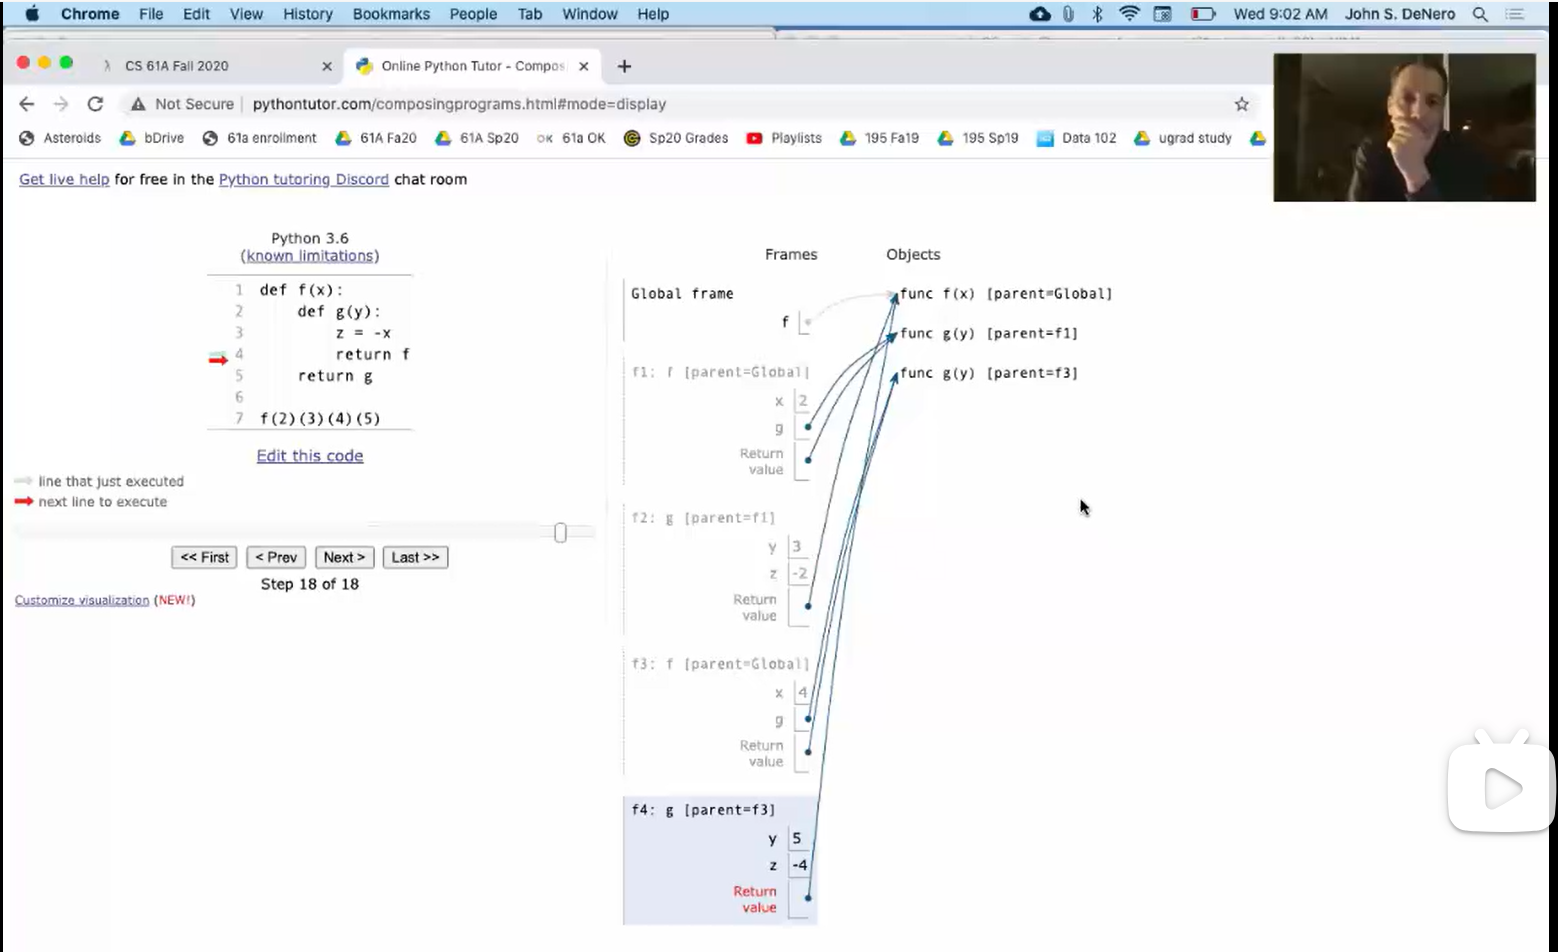 Chrome File Edit View History Bookmarks People Tab Window Help Wed 9:02 AM John S. DeNero
CS 61A Fall 2020 Online Python Tutor - Compos
Not Secure pythontutor.com/composingprograms.html#mode=display
Asteroids bDrive 61a enrollment 61A Fa20 61A Sp20 OK 61a OK Sp20 Grades Playlists 195 Fa19 195 Sp19 Data 102 ugrad study
Get live help for free in the Python tutoring Discord chat room
Python 3.6
(known limitations)
1 def f(x):
2 def g(y):
3 z = -x
4 return f
5 return g
6
7 f(2)(3)(4)(5)
Edit this code
line that just executed
next line to execute
<< First < Prev Next > Last >>
Step 18 of 18
Customize visualization (NEW!)
Frames Objects
Global frame
f
func f(x) [parent=Global]
func g(y) [parent=f1]
func g(y) [parent=f3]
f1: f [parent=Global]
x 2
g
Return
value
f2: g [parent=f1]
y 3
z -2
Return
value
f3: f [parent=Global]
x 4
g
Return
value
f4: g [parent=f3]
y 5
z -4
Return
value